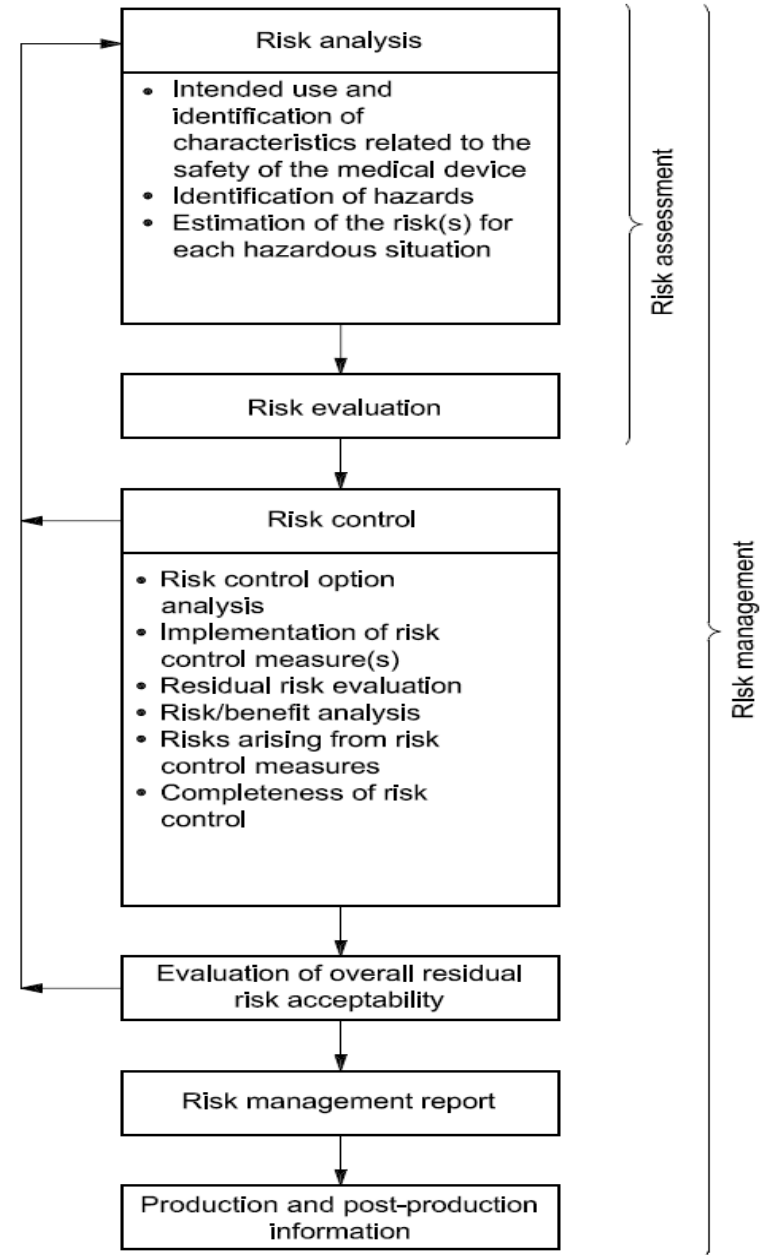 Risk analysis
• Intended use and
identification of
characteristics related to the
safety of the medical device
• Identification of hazards
• Estimation of the risk(s) for
each hazardous situation
Risk evaluation
Risk assessment
Risk control
• Risk control option
analysis
• Implementation of risk
control measure(s)
• Residual risk evaluation
• Risk/benefit analysis
• Risks arising from risk
control measures
• Completeness of risk
control
Evaluation of overall residual
risk acceptability
Risk management report
Production and post-production
information
Risk management